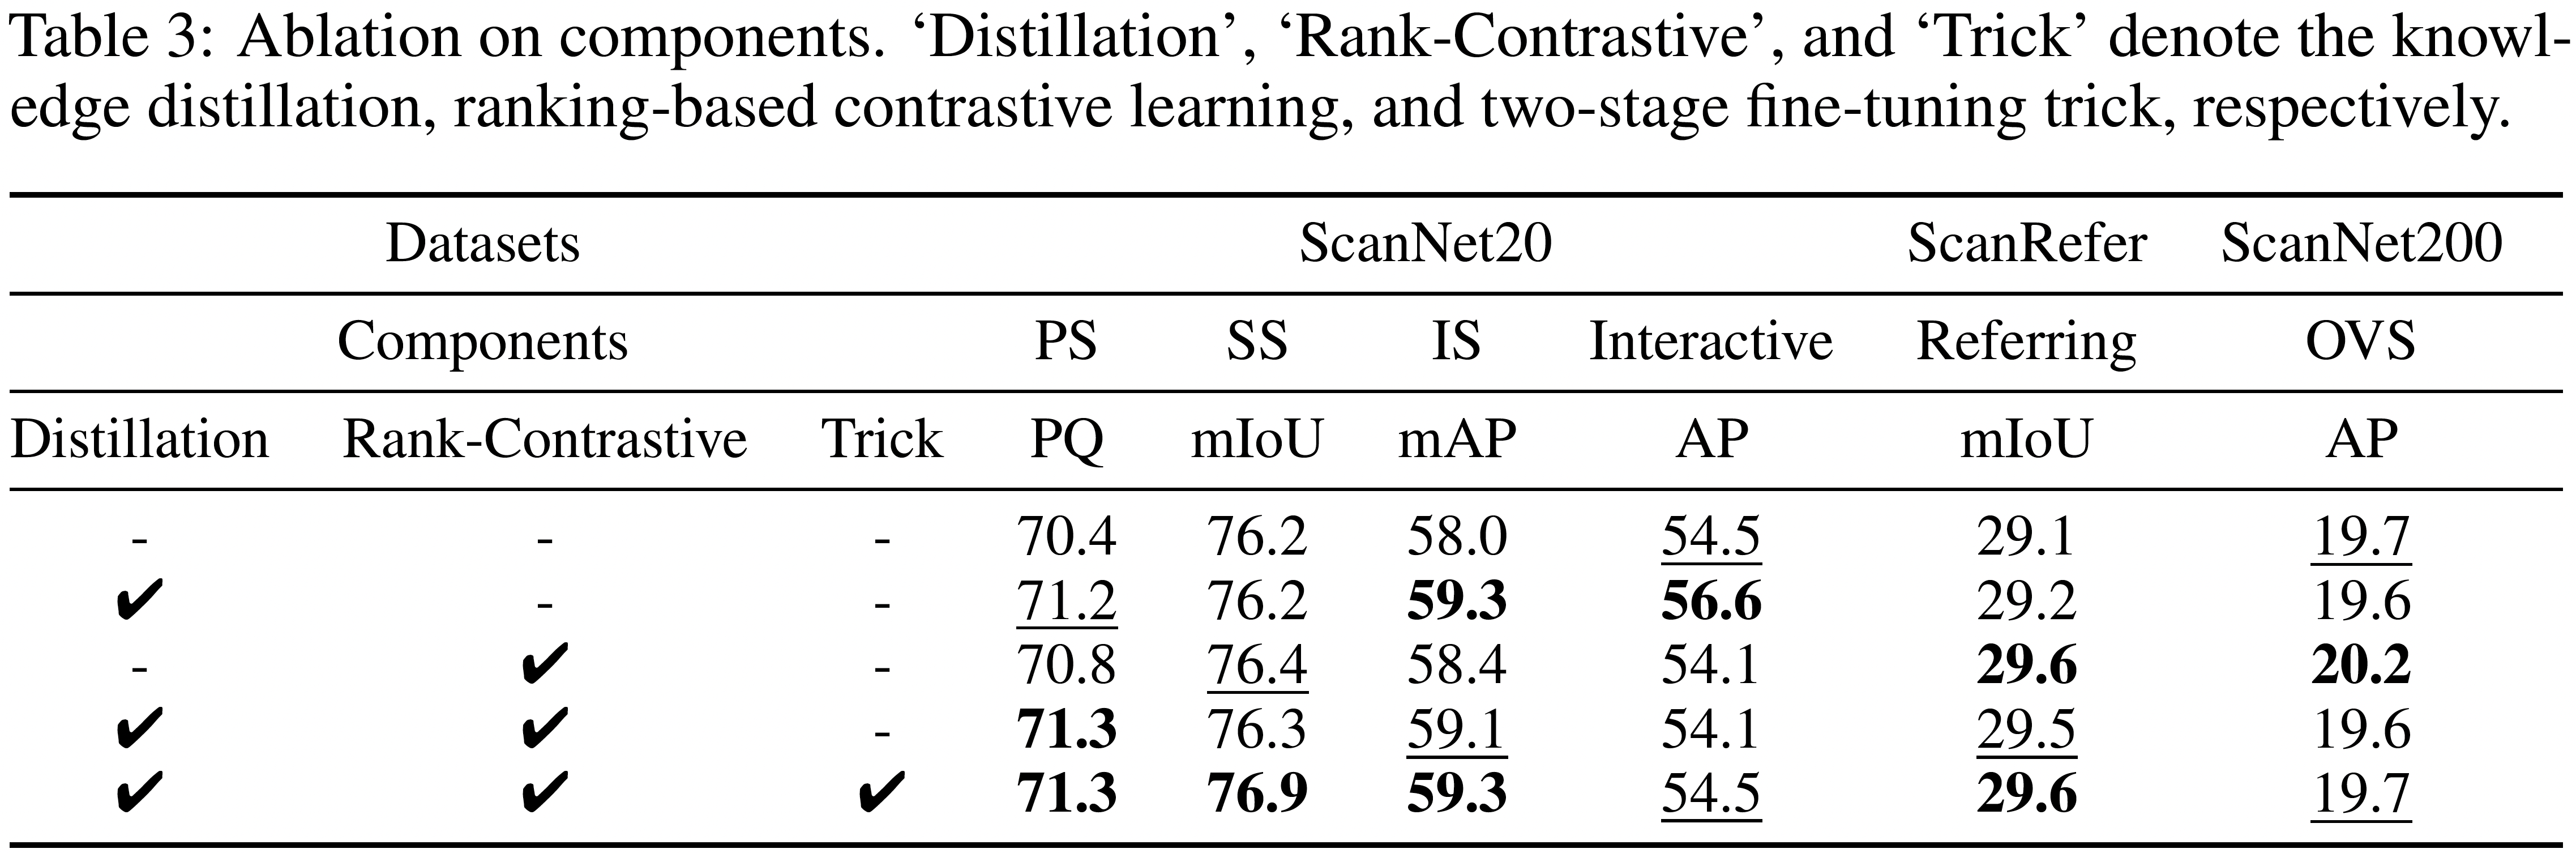 Table 3: Ablation on components. ‘Distillation’, ‘Rank-Contrastive’, and ‘Trick’ denote the knowl-
edge distillation, ranking-based contrastive learning, and two-stage fine-tuning trick, respectively.
Datasets ScanNet20 ScanRefer ScanNet200
Components PS SS IS Interactive Referring OVS
Distillation Rank-Contrastive Trick PQ mIoU mAP AP mIoU AP
- - - 70.4 76.2 58.0 54.5 29.1 19.7
✔ - - 71.2 76.2 59.3 56.6 29.2 19.6
- ✔ - 70.8 76.4 58.4 54.1 29.6 20.2
✔ ✔ - 71.3 76.3 59.1 54.1 29.5 19.6
✔ ✔ ✔ 71.3 76.9 59.3 54.5 29.6 19.7